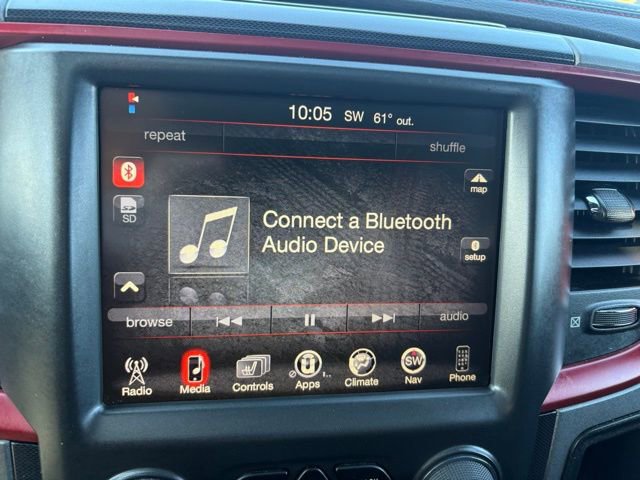 10:05 SW 61° out.
repeat
shuffle
map
SD
Connect a Bluetooth
Audio Device
setup
browse
audio
Radio
Media
Controls
Apps
Climate
SW
Nav
Phone